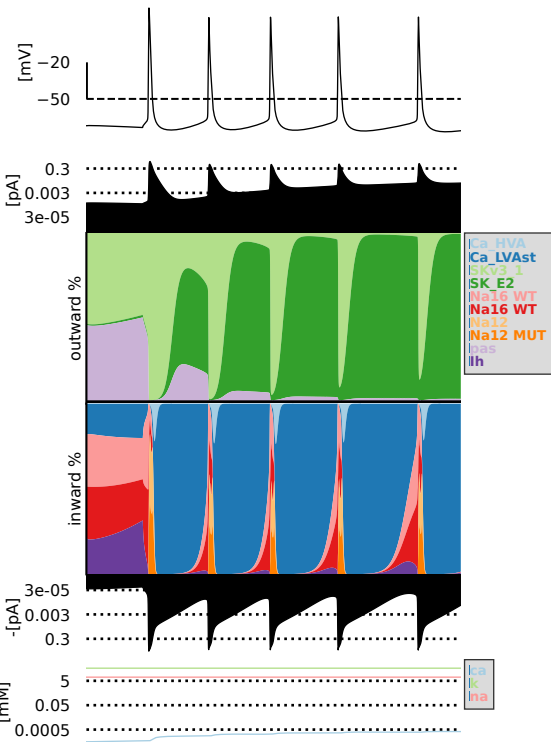 [mV]
−20
−50
[pA]
0.3
0.003
3e-05
outward %
Ca_HVA
Ca_LVAst
SKv3_1
SK_E2
Na16 WT
Na16 WT
Na12
Na12 MUT
pas
Ih
inward %
-[pA]
3e-05
0.003
0.3
[mM]
5
0.05
0.0005
ca
k
na